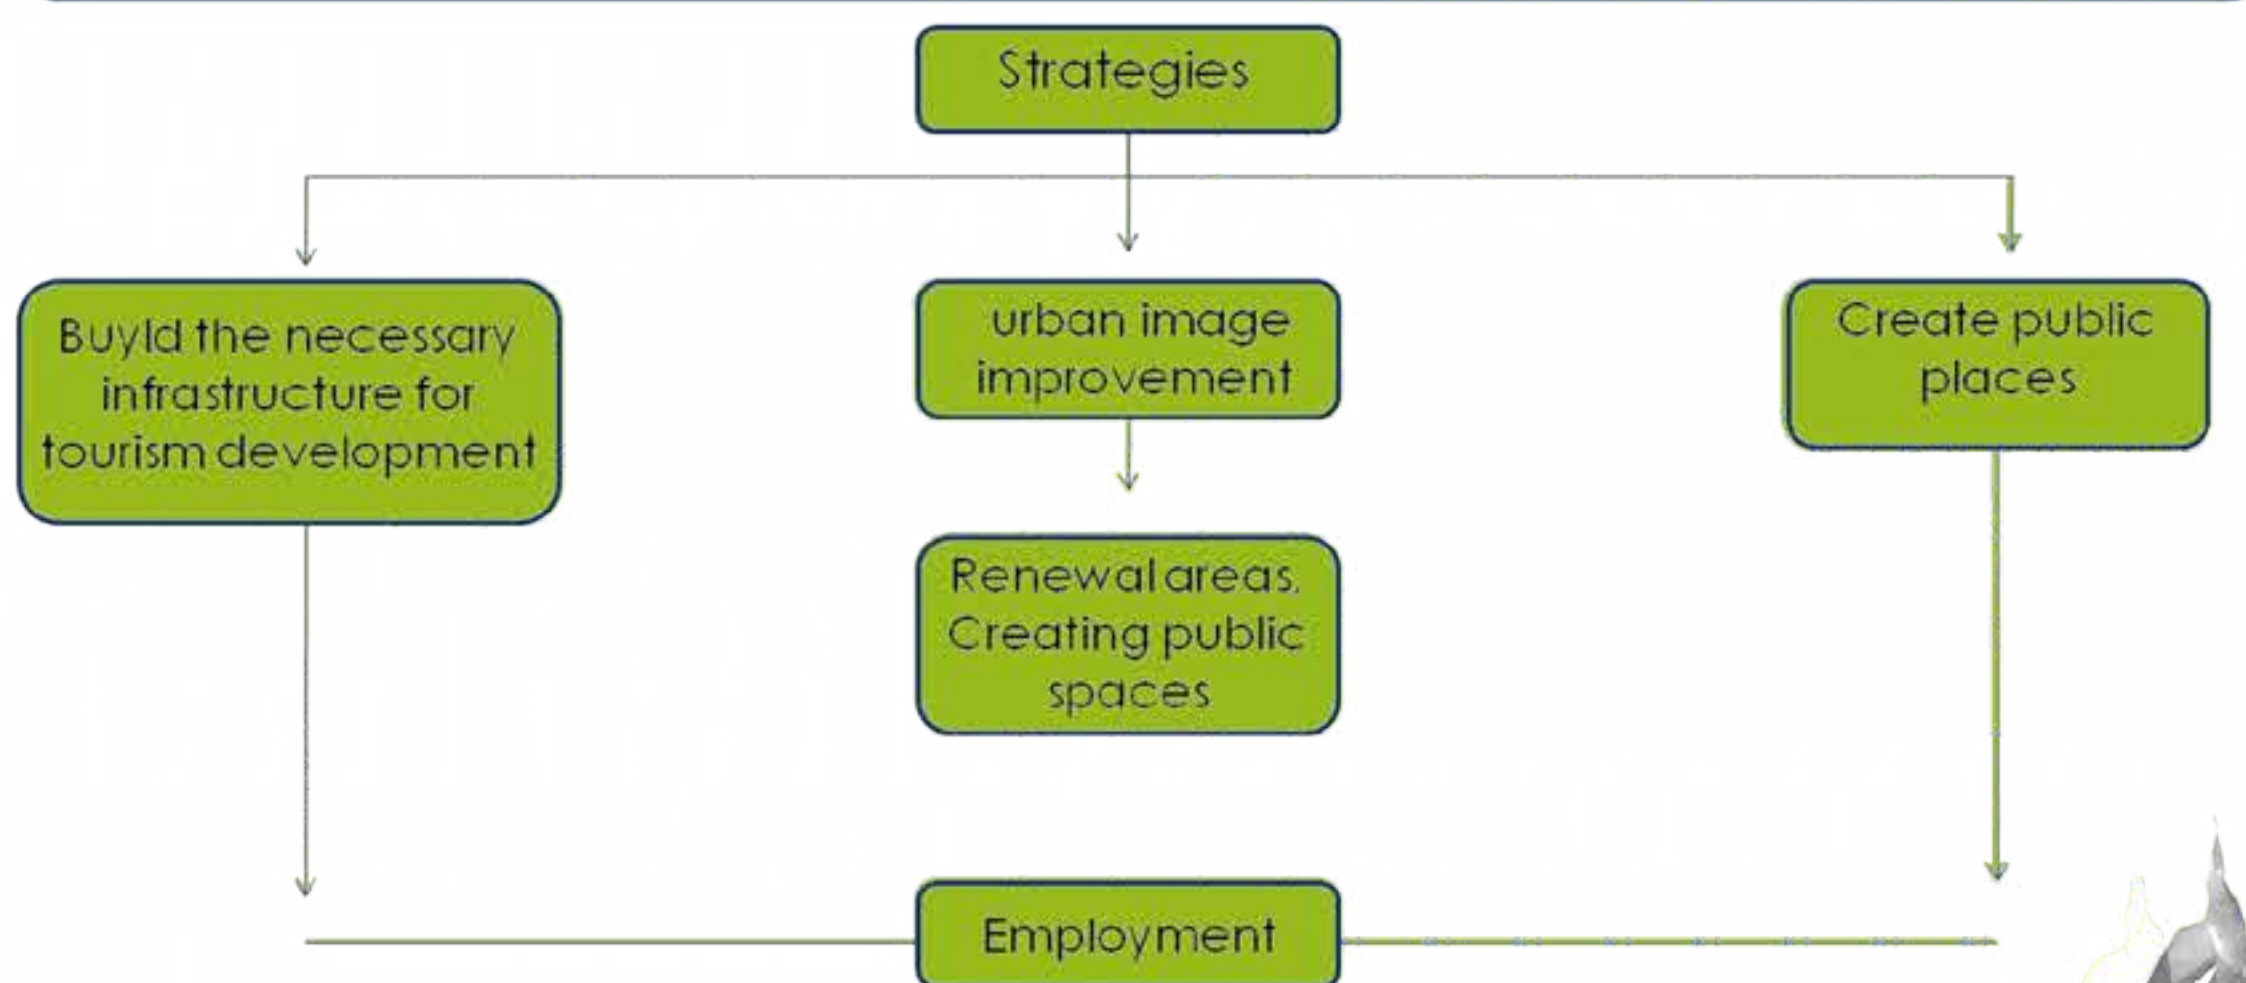 Strategies
BuyId the necessary
infrastructure for
tourism development
urban image
improvement
Create public
places
Renewal areas,
Creating public
spaces
Employment